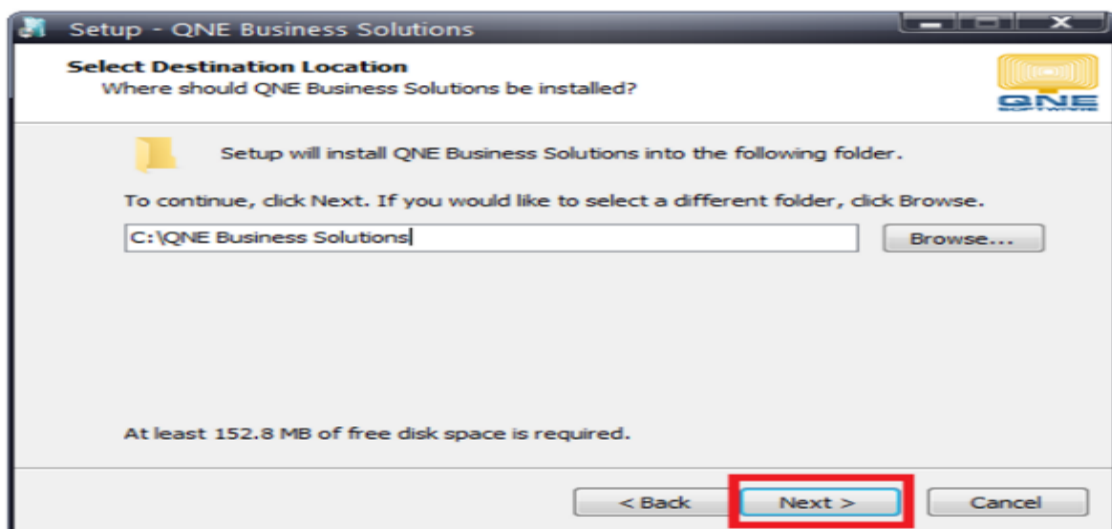 Setup - QNE Business Solutions
Select Destination Location
Where should QNE Business Solutions be installed?
QNE
SOFTWARE
Setup will install QNE Business Solutions into the following folder.
To continue, click Next. If you would like to select a different folder, click Browse.
C:\QNE Business Solutions
Browse...
At least 152.8 MB of free disk space is required.
< Back
Next >
Cancel